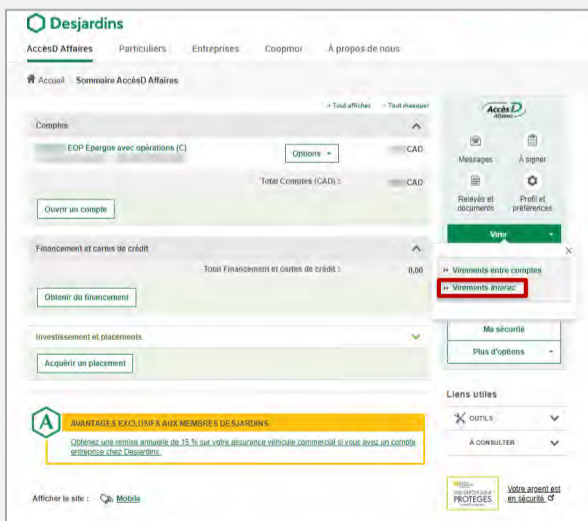 Desjardins
AccèsD Affaires Particuliers Entreprises Coopmoi À propos de nous
Accueil Sommaire AccèsD Affaires
+ Tout afficher - Tout masquer
Comptes
EOP Epargne avec opérations (C) Options CAD
Total Comptes (CAD) : CAD
Ouvrir un compte
Financement et cartes de crédit
Total Financement et cartes de crédit : 0,00
Obtenir du financement
Investissement et placements
Acquérir un placement
A
AVANTAGES EXCLUSIFS AUX MEMBRES DESJARDINS
Obtenez une remise annuelle de 15 % sur votre assurance véhicule commercial si vous avez un compte
entreprise chez Desjardins.
Afficher le site : Mobile
Accès D
Affaires
Messages À signer
Relevés et documents Profil et préférences
Virer
» Virements entre comptes
» Virements Interac
Ma sécurité
Plus d'options
Liens utiles
OUTILS
À CONSULTER
PROTÉGÉS
Votre argent est
en sécurité.